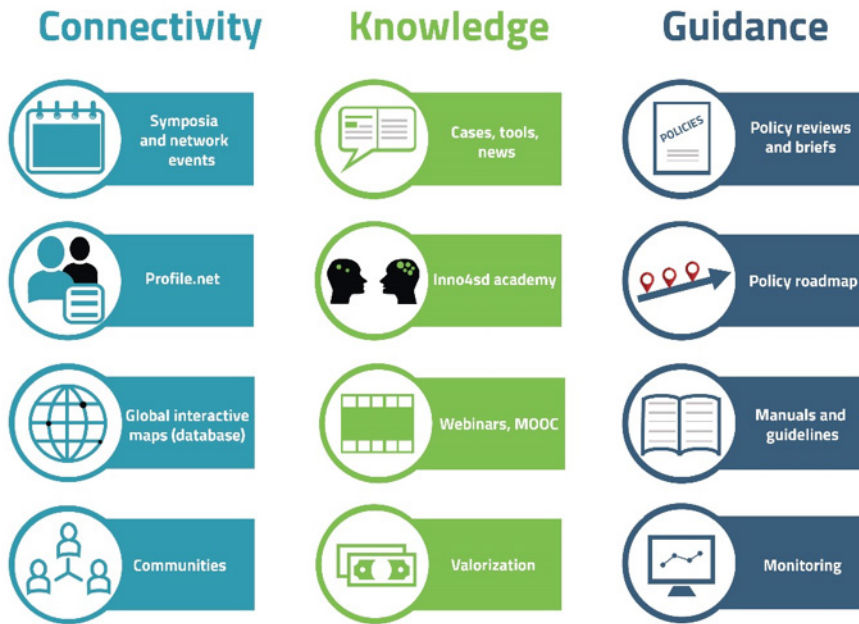 Connectivity
Symposia
and network
events
Profile.net
Global interactive
maps (database)
Communities
Knowledge
Cases, tools,
news
Inno4sd academy
Webinars, MOOC
Valorization
Guidance
POLICIES
Policy reviews
and briefs
Policy roadmap
Manuals and
guidelines
Monitoring